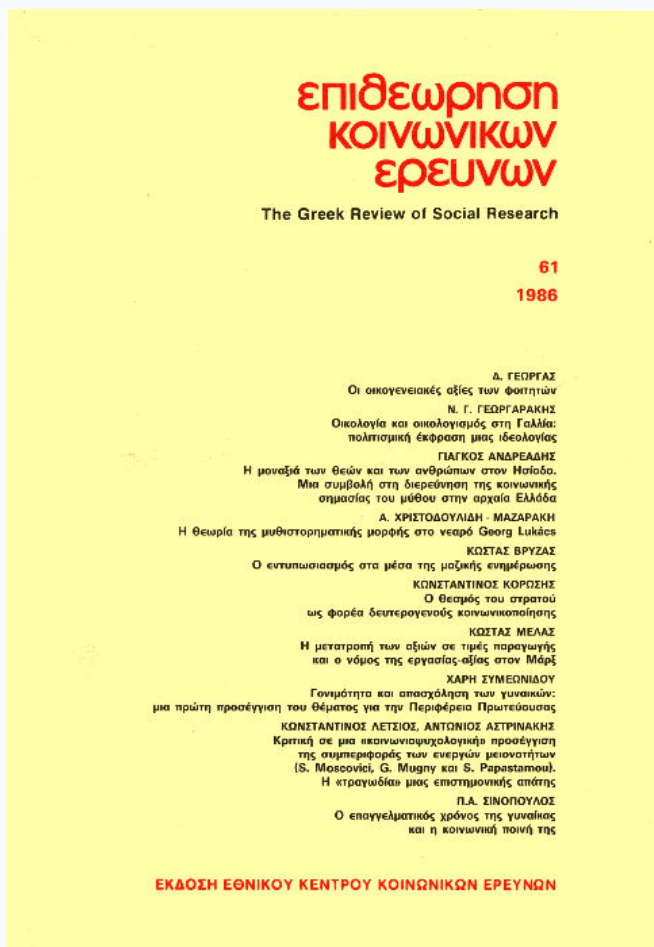 επιθεωρηση
κοινωνικων
ερευνων
The Greek Review of Social Research
61
1986
Δ. ΓΕΩΡΓΑΣ
Οι οικογενειακές αξίες των φοιτητών
Ν. Γ. ΓΕΩΡΓΑΡΑΚΗΣ
Οικολογία και οικολογισμός στη Γαλλία:
πολιτισμική έκφραση μιας ιδεολογίας
ΓΙΑΓΚΟΣ ΑΝΔΡΕΑΔΗΣ
Η μοναξιά των θεών και των ανθρώπων στον Ησίοδο.
Μια συμβολή στη διερεύνηση της κοινωνικής
σημασίας του μύθου στην αρχαία Ελλάδα
Α. ΧΡΙΣΤΟΔΟΥΛΙΔΗ - ΜΑΖΑΡΑΚΗ
Η θεωρία της μυθιστορηματικής μορφής στο νεαρό Georg Lukács
ΚΩΣΤΑΣ ΒΡΥΖΑΣ
Ο εντυπωσιασμός στα μέσα της μαζικής ενημέρωσης
ΚΩΝΣΤΑΝΤΙΝΟΣ ΚΟΡΩΣΗΣ
Ο θεσμός του στρατού
ως φορέα δευτερογενούς κοινωνικοποίησης
ΚΩΣΤΑΣ ΜΕΛΑΣ
Η μετατροπή των αξιών σε τιμές παραγωγής
και ο νόμος της εργασίας-αξίας στον Μάρξ
ΧΑΡΗ ΣΥΜΕΩΝΙΔΟΥ
Γονιμότητα και απασχόληση των γυναικών:
μια πρώτη προσέγγιση του θέματος για την Περιφέρεια Πρωτεύουσας
ΚΩΝΣΤΑΝΤΙΝΟΣ ΛΕΤΣΙΟΣ, ΑΝΤΩΝΙΟΣ ΑΣΤΡΙΝΑΚΗΣ
Κριτική σε μια «κοινωνιοψυχολογική» προσέγγιση
της συμπεριφοράς των ενεργών μειονοτήτων
(S. Moscovici, G. Mugny και S. Papastamou).
Η «τραγωδία» μιας επιστημονικής απάτης
Π.Α. ΣΙΝΟΠΟΥΛΟΣ
Ο επαγγελματικός χρόνος της γυναίκας
και η κοινωνική ποινή της
ΕΚΔΟΣΗ ΕΘΝΙΚΟΥ ΚΕΝΤΡΟΥ ΚΟΙΝΩΝΙΚΩΝ ΕΡΕΥΝΩΝ